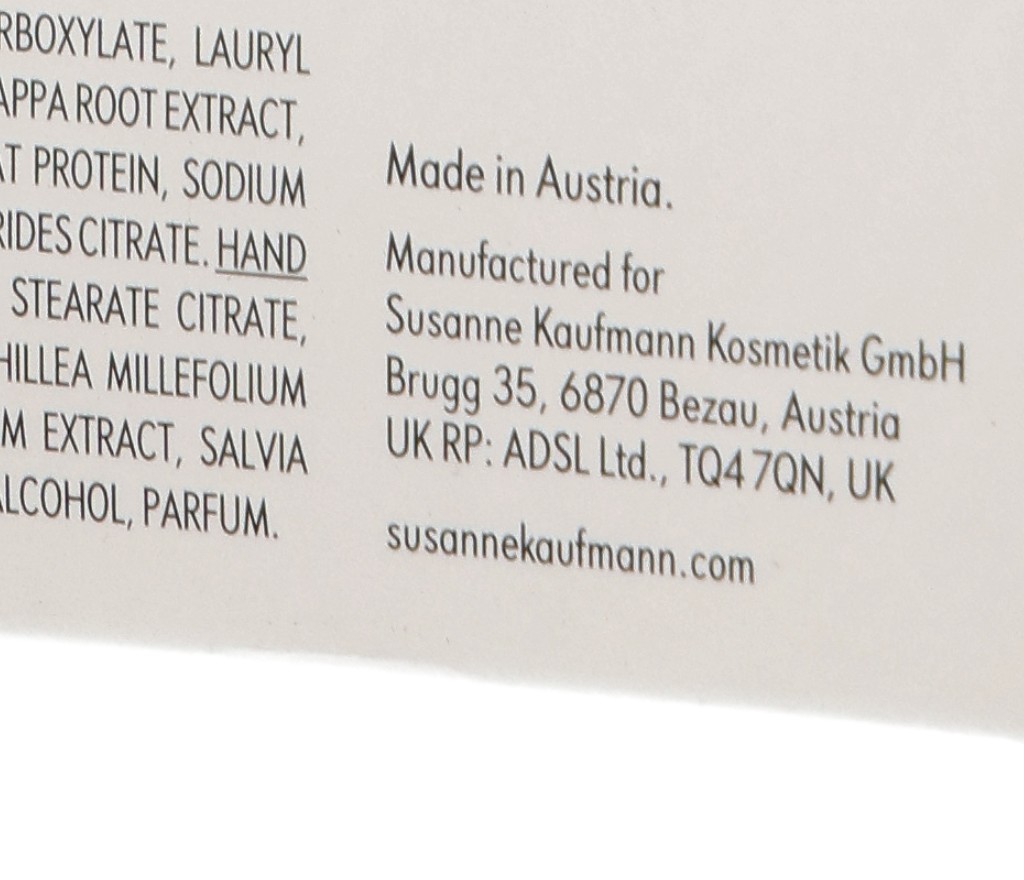 RBOXYLATE, LAURYL
APPA ROOT EXTRACT,
AT PROTEIN, SODIUM
RIDES CITRATE. HAND
STEARATE CITRATE,
HILLEA MILLEFOLIUM
M EXTRACT, SALVIA
ALCOHOL, PARFUM.
Made in Austria.
Manufactured for
Susanne Kaufmann Kosmetik GmbH
Brugg 35, 6870 Bezau, Austria
UK RP: ADSL Ltd., TQ4 7QN, UK
susannekaufmann.com